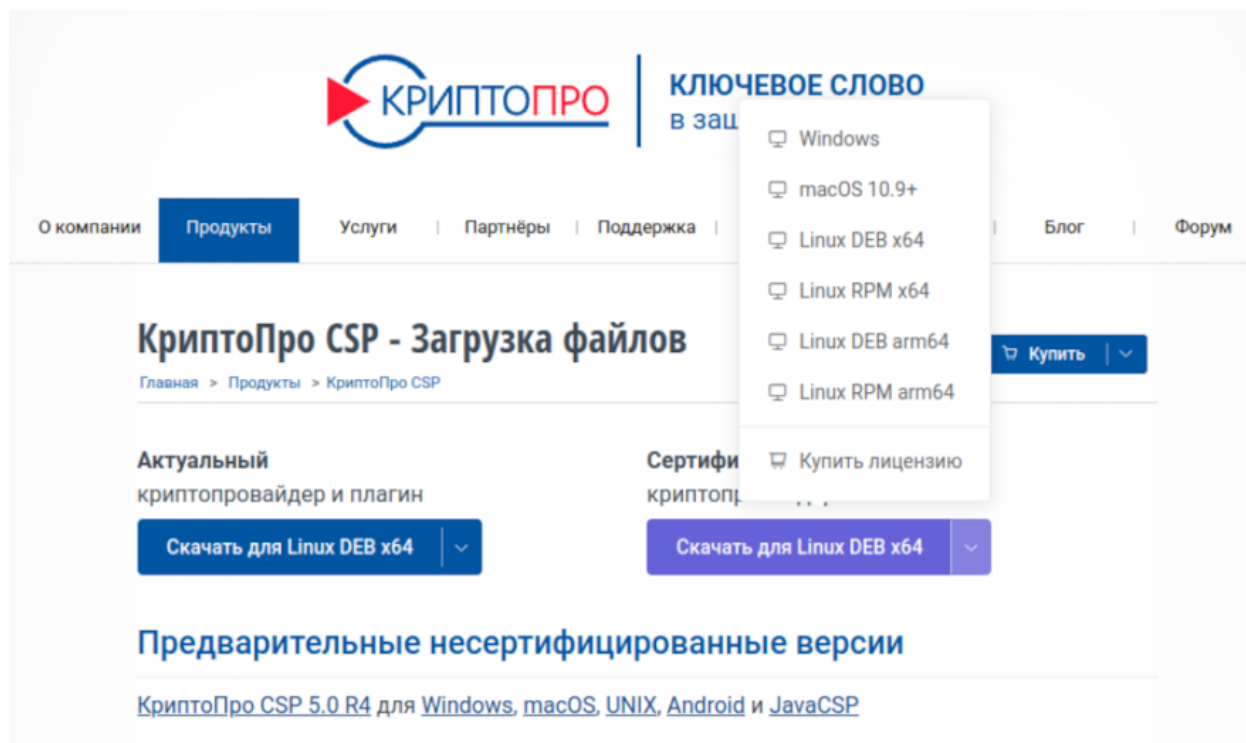 КРИПТОПРО
КЛЮЧЕВОЕ СЛОВО
в защ
О компании
Продукты
Услуги
Партнёры
Поддержка
Блог
Форум
Windows
macOS 10.9+
Linux DEB x64
Linux RPM x64
Linux DEB arm64
Linux RPM arm64
Купить лицензию
КриптоПро CSP - Загрузка файлов
Купить
Главная > Продукты > КриптоПро CSP
Актуальный
криптопровайдер и плагин
Скачать для Linux DEB x64
Сертифи
криптопр
Скачать для Linux DEB x64
Предварительные несертифицированные версии
КриптоПро CSP 5.0 R4 для Windows, macOS, UNIX, Android и JavaCSP